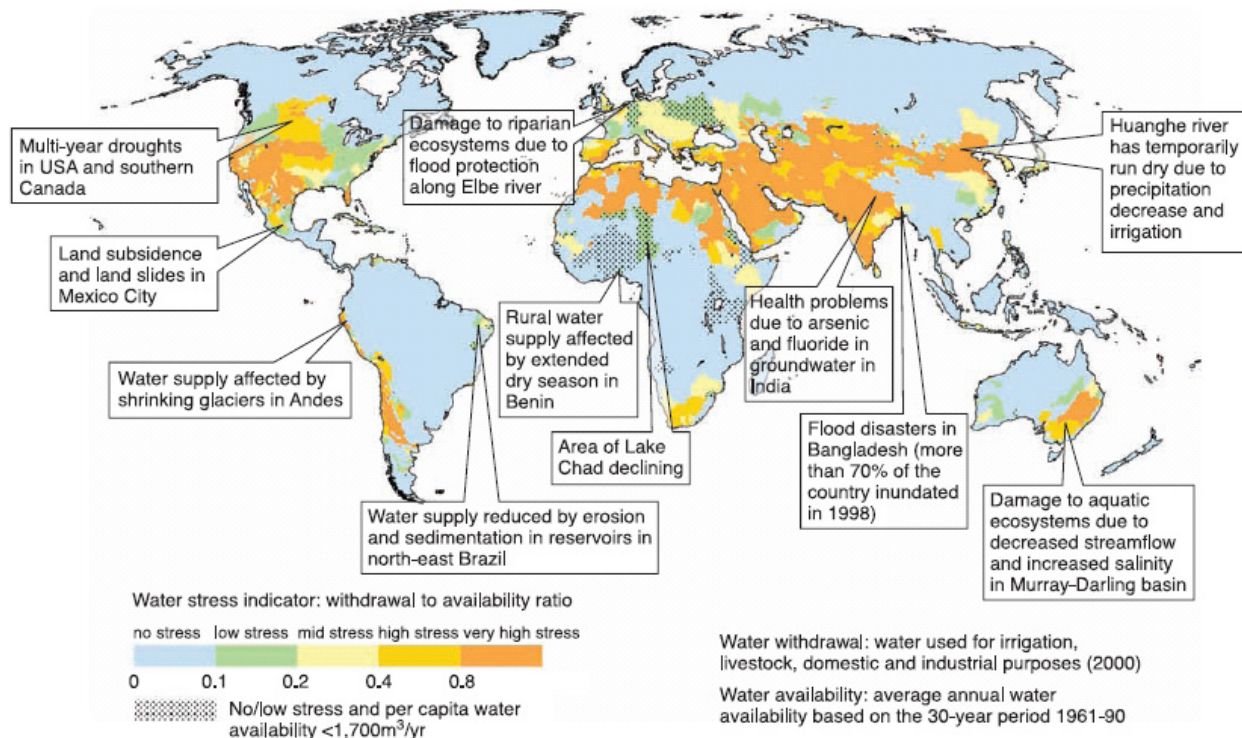 Multi-year droughts
in USA and southern
Canada
Damage to riparian
ecosystems due to
flood protection
along Elbe river
Huanghe river
has temporarily
run dry due to
precipitation
decrease and
irrigation
Land subsidence
and land slides in
Mexico City
Water supply affected by
shrinking glaciers in Andes
Rural water
supply affected
by extended
dry season in
Benin
Health problems
due to arsenic
and fluoride in
groundwater in
India
Area of Lake
Chad declining
Flood disasters in
Bangladesh (more
than 70% of the
country inundated
in 1998)
Water supply reduced by erosion
and sedimentation in reservoirs in
north-east Brazil
Damage to aquatic
ecosystems due to
decreased streamflow
and increased salinity
in Murray–Darling basin
Water stress indicator: withdrawal to availability ratio
no stress low stress mid stress high stress very high stress
0 0.1 0.2 0.4 0.8
No/low stress and per capita water
availability <1,700m³/yr
Water withdrawal: water used for irrigation,
livestock, domestic and industrial purposes (2000)
Water availability: average annual water
availability based on the 30-year period 1961-90